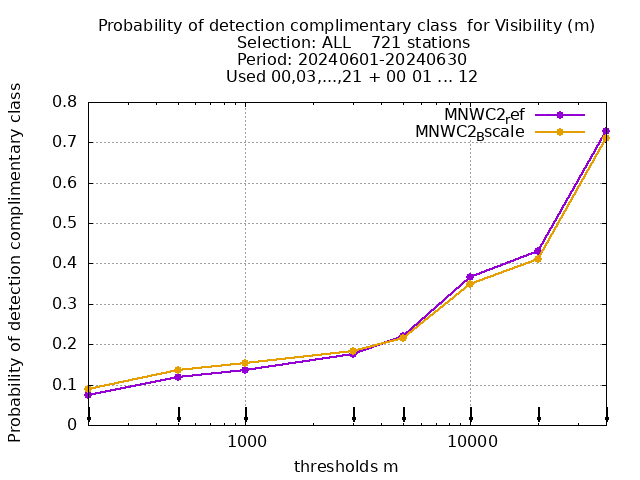 Probability of detection complimentary class  for Visibility (m)
Selection: ALL    721 stations
Period: 20240601-20240630
Used 00,03,...,21 + 00 01 ... 12
Probability of detection complimentary class
0.8
0.7
0.6
0.5
0.4
0.3
0.2
0.1
0
MNWC2ref
MNWC2Bscale
1000
10000
thresholds m